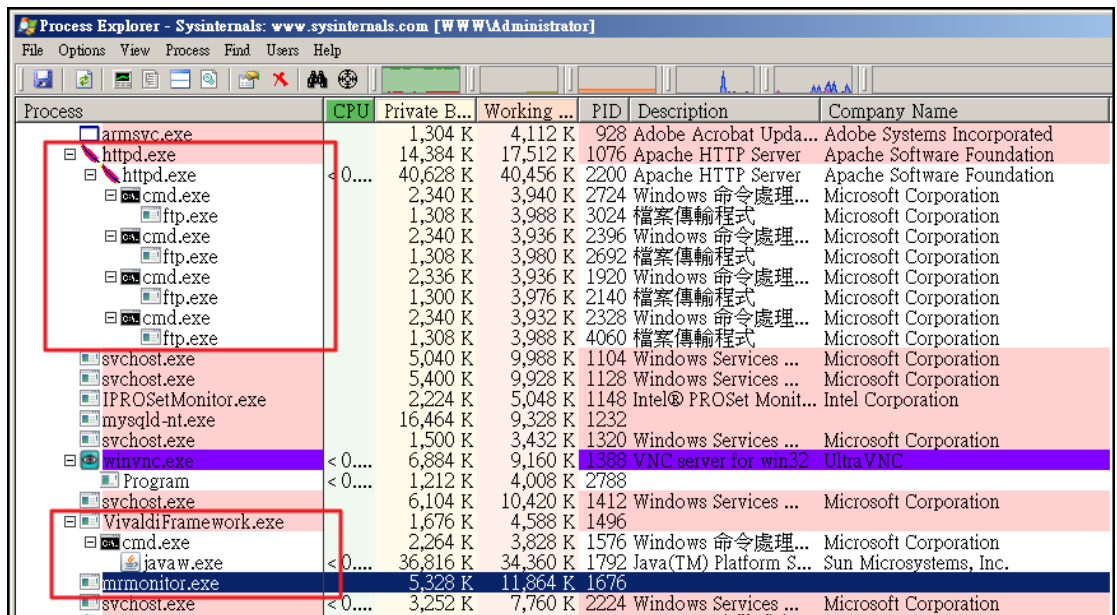 Process Explorer - Sysinternals: www.sysinternals.com [WWW\Administrator]
File Options View Process Find Users Help
Process CPU Private B... Working ... PID Description Company Name
armsvc.exe 1,304 K 4,112 K 928 Adobe Acrobat Upda... Adobe Systems Incorporated
httpd.exe 14,384 K 17,512 K 1076 Apache HTTP Server Apache Software Foundation
httpd.exe < 0.... 40,628 K 40,456 K 2200 Apache HTTP Server Apache Software Foundation
cmd.exe 2,340 K 3,940 K 2724 Windows 命令處理... Microsoft Corporation
ftp.exe 1,308 K 3,988 K 3024 檔案傳輸程式 Microsoft Corporation
cmd.exe 2,340 K 3,936 K 2396 Windows 命令處理... Microsoft Corporation
ftp.exe 1,308 K 3,980 K 2692 檔案傳輸程式 Microsoft Corporation
cmd.exe 2,336 K 3,936 K 1920 Windows 命令處理... Microsoft Corporation
ftp.exe 1,300 K 3,976 K 2140 檔案傳輸程式 Microsoft Corporation
cmd.exe 2,340 K 3,932 K 2328 Windows 命令處理... Microsoft Corporation
ftp.exe 1,308 K 3,988 K 4060 檔案傳輸程式 Microsoft Corporation
svchost.exe 5,040 K 9,988 K 1104 Windows Services ... Microsoft Corporation
svchost.exe 5,400 K 9,928 K 1128 Windows Services ... Microsoft Corporation
IPROSetMonitor.exe 2,224 K 5,048 K 1148 Intel® PROSet Monit... Intel Corporation
mysqld-nt.exe 16,464 K 9,328 K 1232
svchost.exe 1,500 K 3,432 K 1320 Windows Services ... Microsoft Corporation
winvnc.exe < 0.... 6,884 K 9,160 K 1388 VNC server for win32 UltraVNC
Program < 0.... 1,212 K 4,008 K 2788
svchost.exe 6,104 K 10,420 K 1412 Windows Services ... Microsoft Corporation
VivaldiFramework.exe 1,676 K 4,588 K 1496
cmd.exe 2,264 K 3,828 K 1576 Windows 命令處理... Microsoft Corporation
javaw.exe < 0.... 36,816 K 34,360 K 1792 Java(TM) Platform S... Sun Microsystems, Inc.
mrmonitor.exe 5,328 K 11,864 K 1676
svchost.exe < 0.... 3,252 K 7,760 K 2224 Windows Services ... Microsoft Corporation